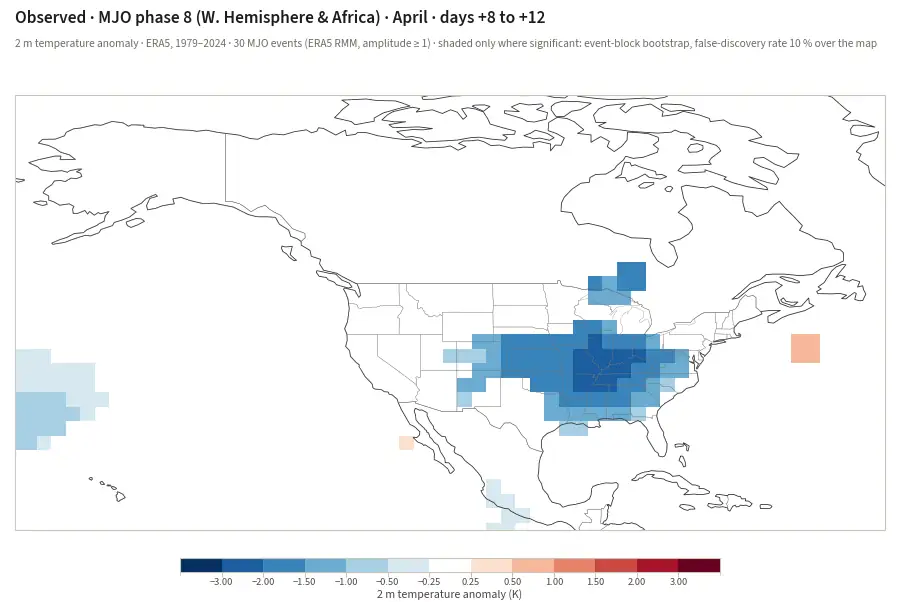 Observed · MJO phase 8 (W. Hemisphere & Africa) · April · days +8 to +12
2 m temperature anomaly · ERA5, 1979–2024 · 30 MJO events (ERA5 RMM, amplitude ≥ 1) · shaded only where significant: event-block bootstrap, false-discovery rate 10 % over the map
−3.00 −2.00 −1.50 −1.00 −0.50 −0.25 0.25 0.50 1.00 1.50 2.00 3.00
2 m temperature anomaly (K)